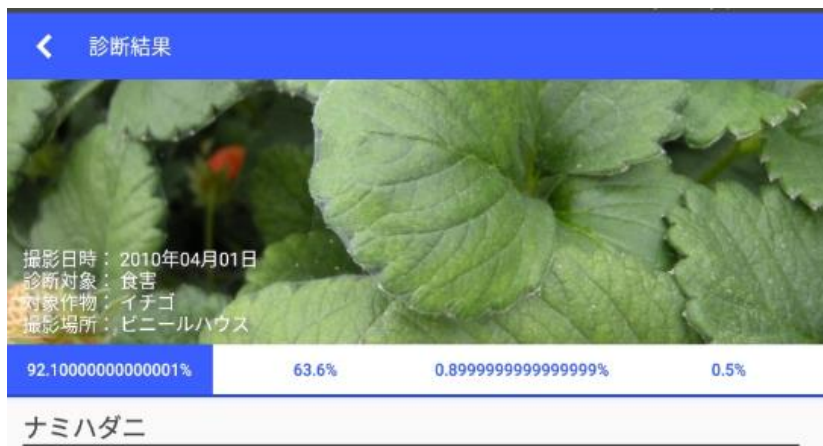 診断結果
撮影日時： 2010年04月01日
診断対象： 食害
対象作物： イチゴ
撮影場所： ビニールハウス
92.10000000000001% 63.6% 0.8999999999999999% 0.5%
ナミハダニ